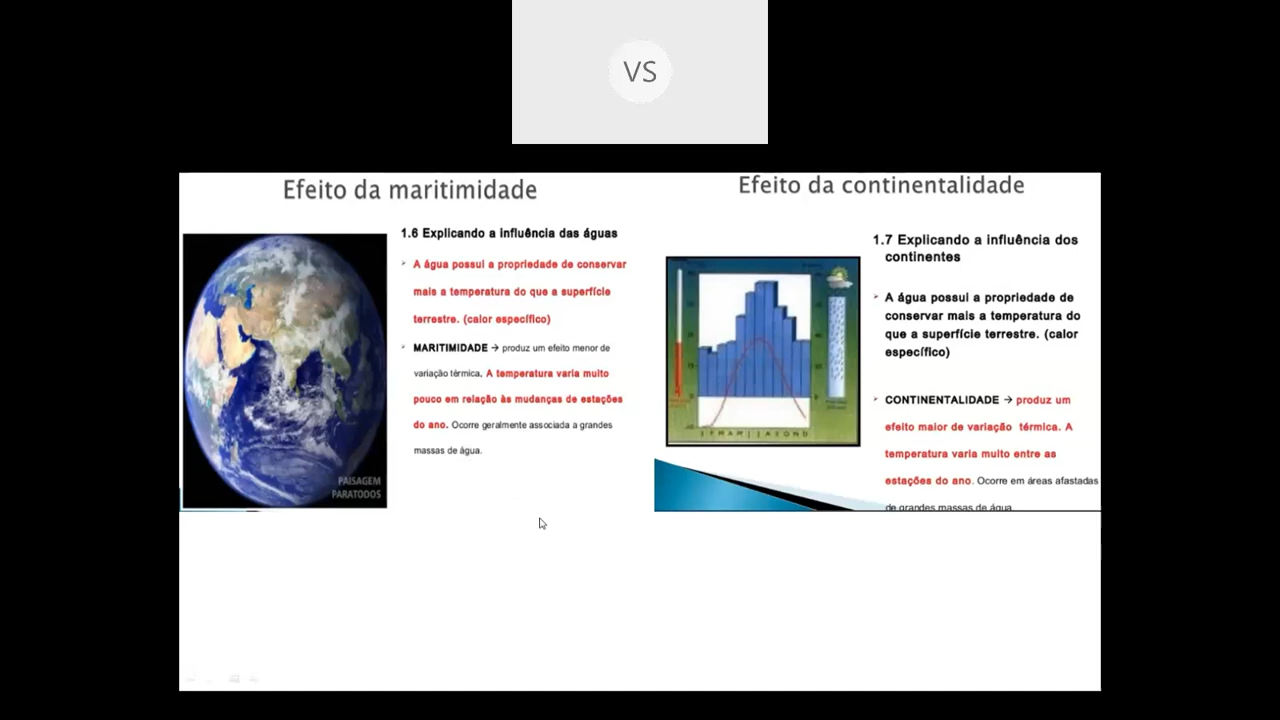 VS
Efeito da maritimidade
1.6 Explicando a influência das águas
A água possui a propriedade de conservar
mais a temperatura do que a superfície
terrestre. (calor específico)
MARITIMIDADE → produz um efeito menor de
variação térmica. A temperatura varia muito
pouco em relação às mudanças de estações
do ano. Ocorre geralmente associada a grandes
massas de água.
PAISAGEM
PARATODOS
Efeito da continentalidade
1.7 Explicando a influência dos
continentes
A água possui a propriedade de
conservar mais a temperatura do
que a superfície terrestre. (calor
específico)
CONTINENTALIDADE → produz um
efeito maior de variação térmica. A
temperatura varia muito entre as
estações do ano. Ocorre em áreas afastadas
de grandes massas de água